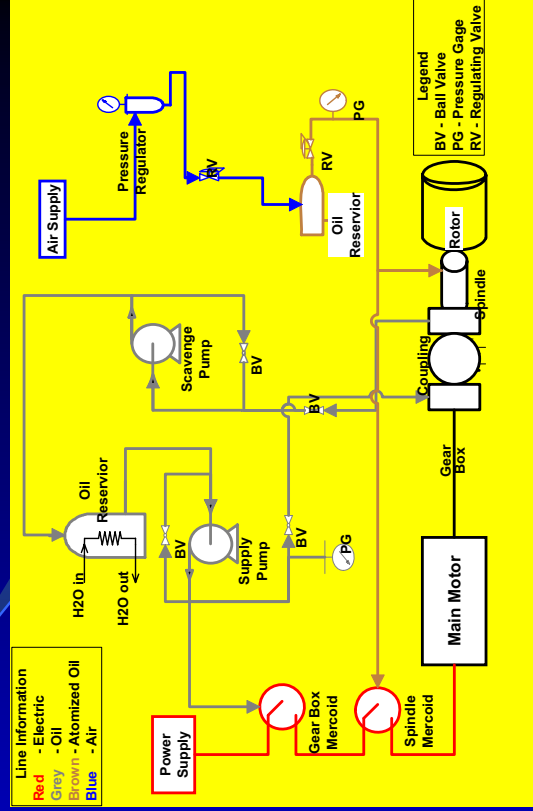 Line Information
Red - Electric
Grey - Oil
Brown - Atomized Oil
Blue - Air
H2O in
H2O out
Oil
Reservior
BV
Supply
Pump
Scavenge
Pump
BV
BV
BV
PG
Air Supply
Pressure
Regulator
BV
Oil
Reservior
RV
PG
Legend
BV - Ball Valve
PG - Pressure Gage
RV - Regulating Valve
Power
Supply
Gear Box
Mercoid
Spindle
Mercoid
Main Motor
Gear
Box
Coupling
Spindle
Rotor